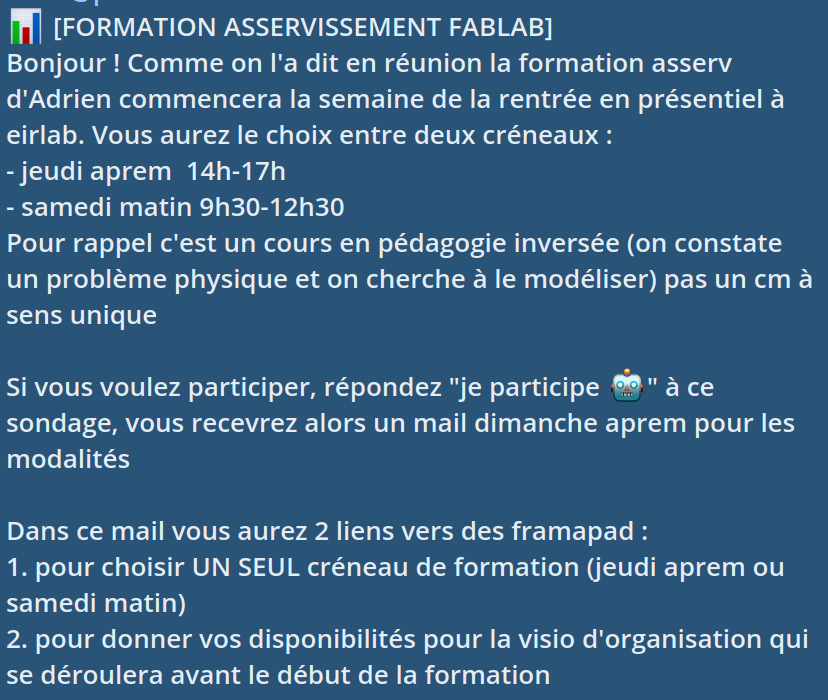 📊 [FORMATION ASSERVISSEMENT FABLAB]
Bonjour ! Comme on l'a dit en réunion la formation asserv
d'Adrien commencera la semaine de la rentrée en présentiel à
eirlab. Vous aurez le choix entre deux créneaux :
- jeudi aprem  14h-17h
- samedi matin 9h30-12h30
Pour rappel c'est un cours en pédagogie inversée (on constate
un problème physique et on cherche à le modéliser) pas un cm à
sens unique
Si vous voulez participer, répondez "je participe 🤖" à ce
sondage, vous recevrez alors un mail dimanche aprem pour les
modalités
Dans ce mail vous aurez 2 liens vers des framapad :
1. pour choisir UN SEUL créneau de formation (jeudi aprem ou
samedi matin)
2. pour donner vos disponibilités pour la visio d'organisation qui
se déroulera avant le début de la formation